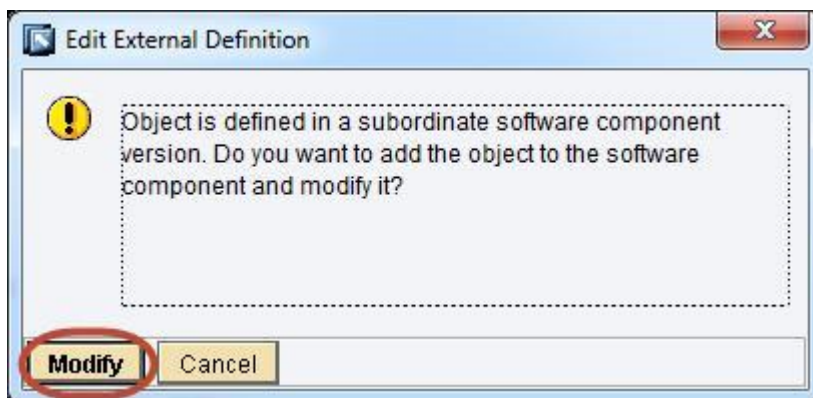 Edit External Definition
Object is defined in a subordinate software component
version. Do you want to add the object to the software
component and modify it?
Modify Cancel